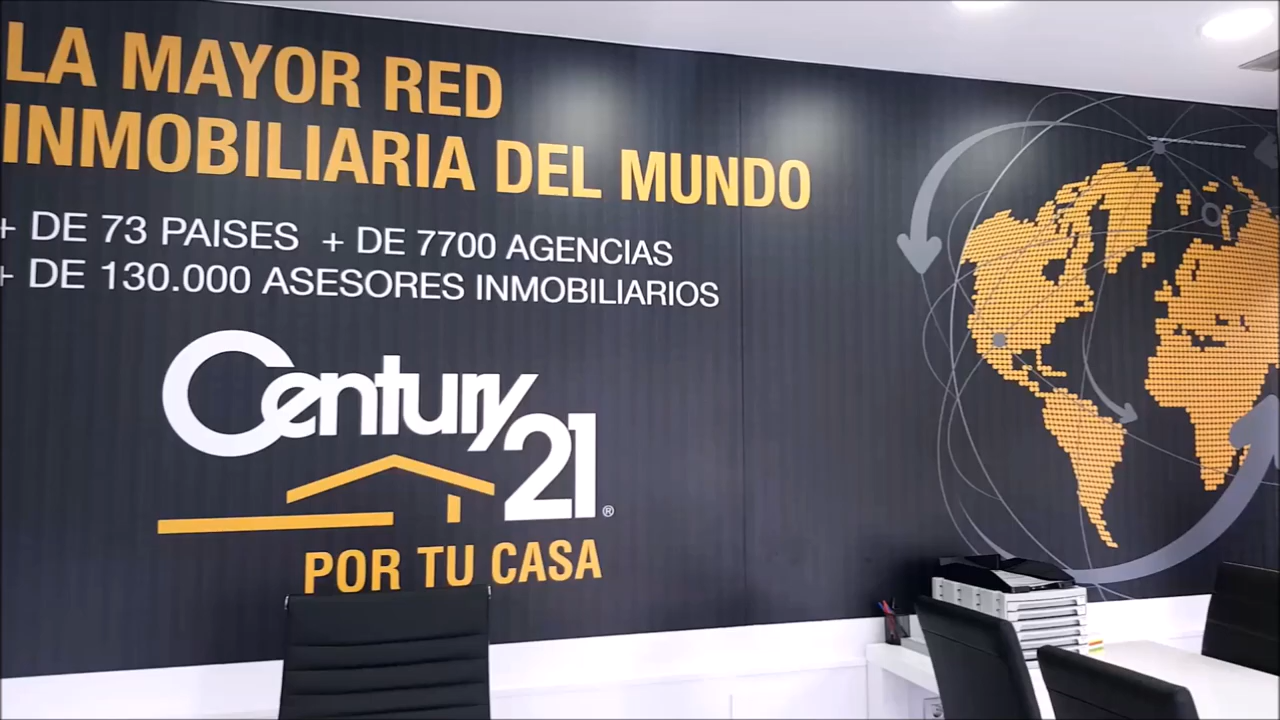 LA MAYOR RED
INMOBILIARIA DEL MUNDO
+ DE 73 PAISES + DE 7700 AGENCIAS
+ DE 130.000 ASESORES INMOBILIARIOS
Century
21®
POR TU CASA